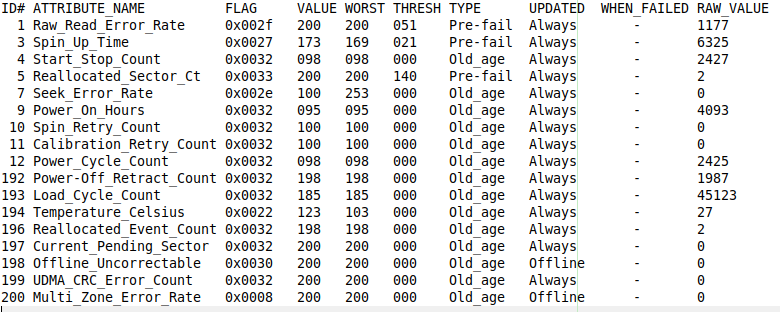 ID# ATTRIBUTE_NAME          FLAG     VALUE WORST THRESH TYPE      UPDATED  WHEN_FAILED RAW_VALUE
  1 Raw_Read_Error_Rate     0x002f   200   200   051    Pre-fail  Always       -       1177
  3 Spin_Up_Time            0x0027   173   169   021    Pre-fail  Always       -       6325
  4 Start_Stop_Count        0x0032   098   098   000    Old_age   Always       -       2427
  5 Reallocated_Sector_Ct   0x0033   200   200   140    Pre-fail  Always       -       2
  7 Seek_Error_Rate         0x002e   100   253   000    Old_age   Always       -       0
  9 Power_On_Hours          0x0032   095   095   000    Old_age   Always       -       4093
 10 Spin_Retry_Count        0x0032   100   100   000    Old_age   Always       -       0
 11 Calibration_Retry_Count 0x0032   100   100   000    Old_age   Always       -       0
 12 Power_Cycle_Count       0x0032   098   098   000    Old_age   Always       -       2425
192 Power-Off_Retract_Count 0x0032   198   198   000    Old_age   Always       -       1987
193 Load_Cycle_Count        0x0032   185   185   000    Old_age   Always       -       45123
194 Temperature_Celsius     0x0022   123   103   000    Old_age   Always       -       27
196 Reallocated_Event_Count 0x0032   198   198   000    Old_age   Always       -       2
197 Current_Pending_Sector  0x0032   200   200   000    Old_age   Always       -       0
198 Offline_Uncorrectable   0x0030   200   200   000    Old_age   Offline      -       0
199 UDMA_CRC_Error_Count    0x0032   200   200   000    Old_age   Always       -       0
200 Multi_Zone_Error_Rate   0x0008   200   200   000    Old_age   Offline      -       0